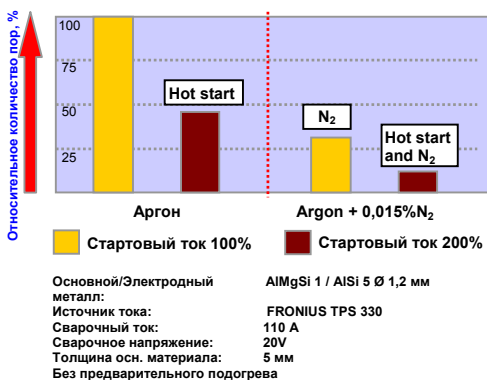 Относительное количество пор, %
100
75
50
25
Hot start
N₂
Hot start
and N₂
Аргон
Argon + 0,015%N₂
Стартовый ток 100%
Стартовый ток 200%
Основной/Электродный AlMgSi 1 / AlSi 5 Ø 1,2 мм
металл:
Источник тока: FRONIUS TPS 330
Сварочный ток: 110 A
Сварочное напряжение: 20V
Толщина осн. материала: 5 мм
Без предварительного подогрева